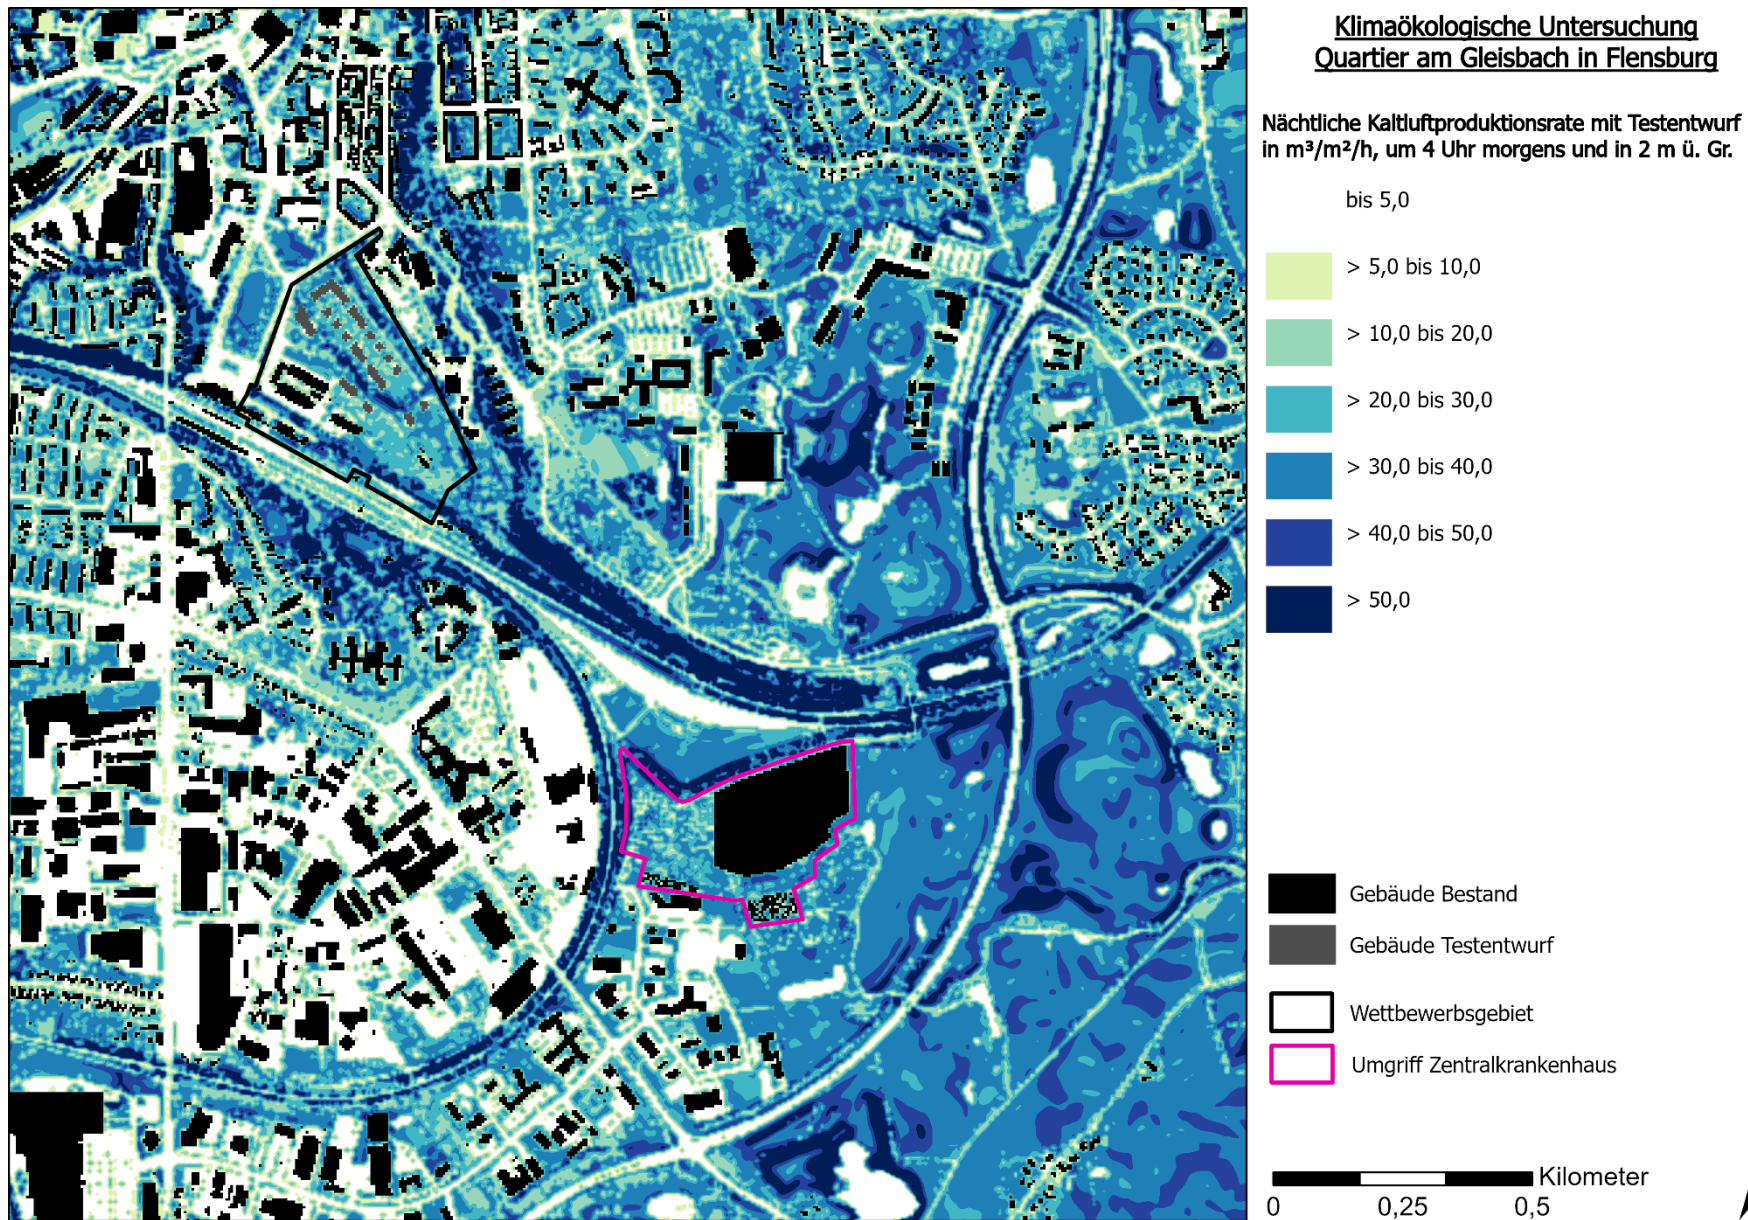 Klimaökologische Untersuchung
Quartier am Gleisbach in Flensburg
Nächtliche Kaltluftproduktionsrate mit Testentwurf
in m³/m²/h, um 4 Uhr morgens und in 2 m ü. Gr.
bis 5,0
> 5,0 bis 10,0
> 10,0 bis 20,0
> 20,0 bis 30,0
> 30,0 bis 40,0
> 40,0 bis 50,0
> 50,0
Gebäude Bestand
Gebäude Testentwurf
Wettbewerbsgebiet
Umgriff Zentralkrankenhaus
Kilometer
0 0,25 0,5